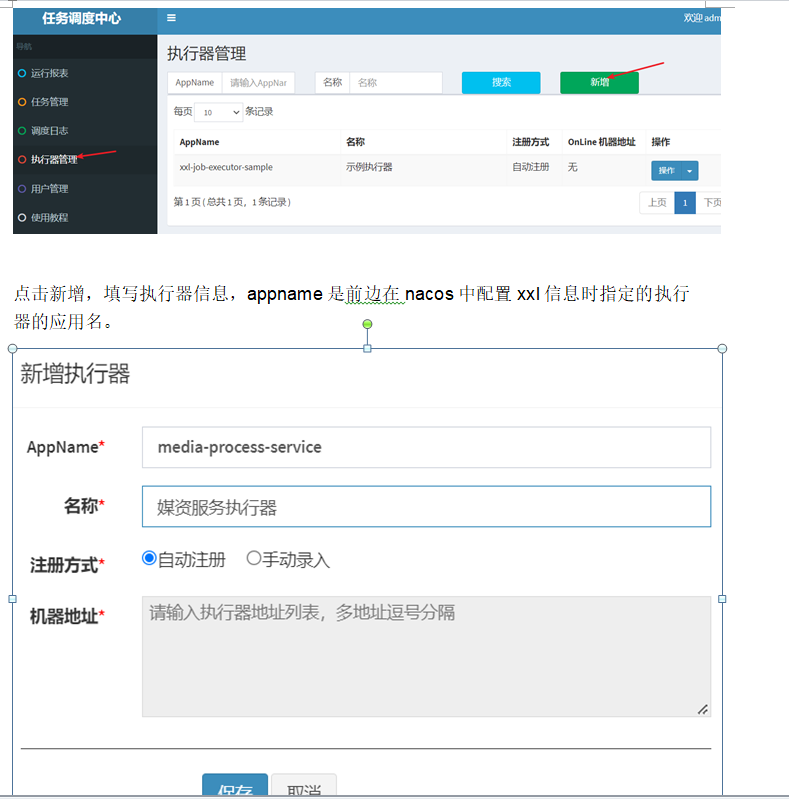 任务调度中心
欢迎 adm
导航
执行器管理
运行报表
AppName 请输入AppNar 名称 名称 搜索 新增
任务管理
每页 10 条记录
调度日志
AppName 名称 注册方式 OnLine 机器地址 操作
执行器管理
xxl-job-executor-sample 示例执行器 自动注册 无 操作
用户管理
第 1 页 ( 总共 1 页，1 条记录 ) 上页 1 下页
使用教程
点击新增，填写执行器信息，appname 是前边在 nacos 中配置 xxl 信息时指定的执行
器的应用名。
新增执行器
AppName* media-process-service
名称* 媒资服务执行器
注册方式* 自动注册 手动录入
机器地址* 请输入执行器地址列表，多地址逗号分隔
保存 取消